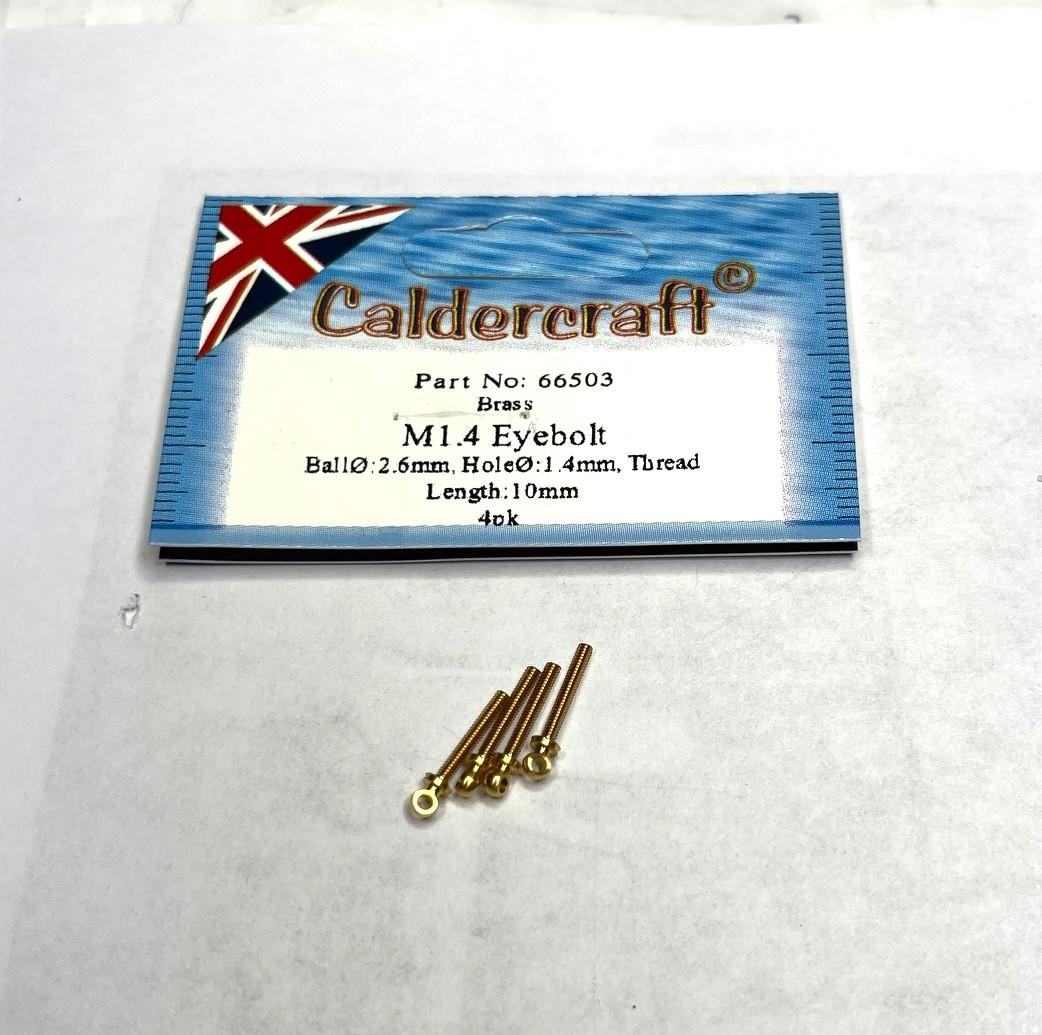 Caldercraft©
Part No: 66503
Brass
M1.4 Eyebolt
BallØ:2.6mm, HoleØ:1.4mm, Thread
Length:10mm
4pk